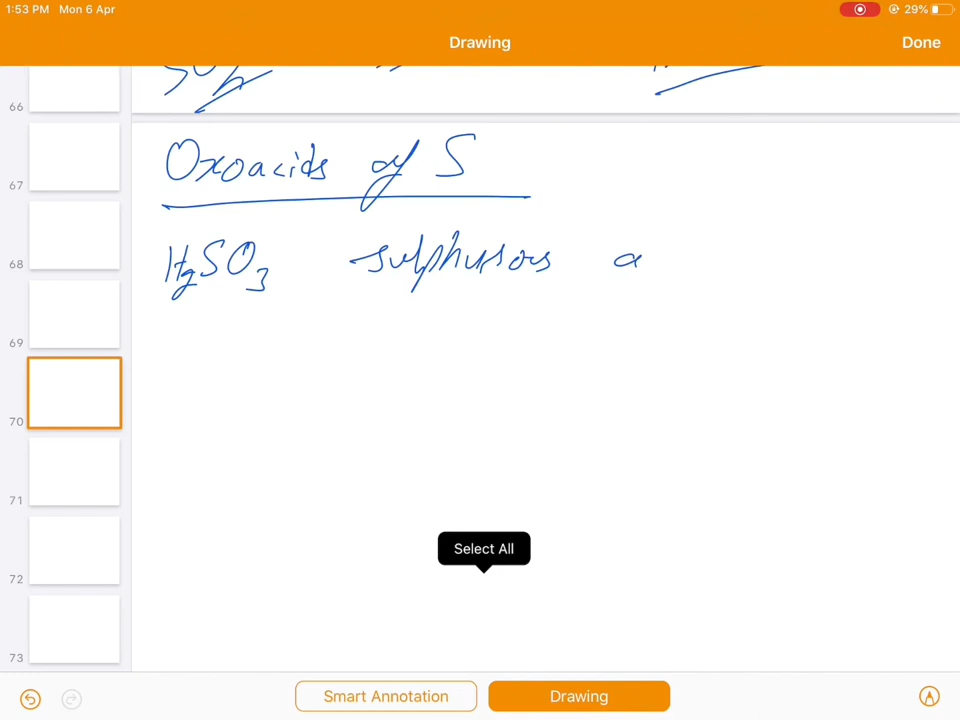 1:53 PM Mon 6 Apr 29%
Drawing Done
66
Oxoacids of S
67
H2SO3 sulphurous a
68
69
70
71
Select All
72
73
Smart Annotation Drawing